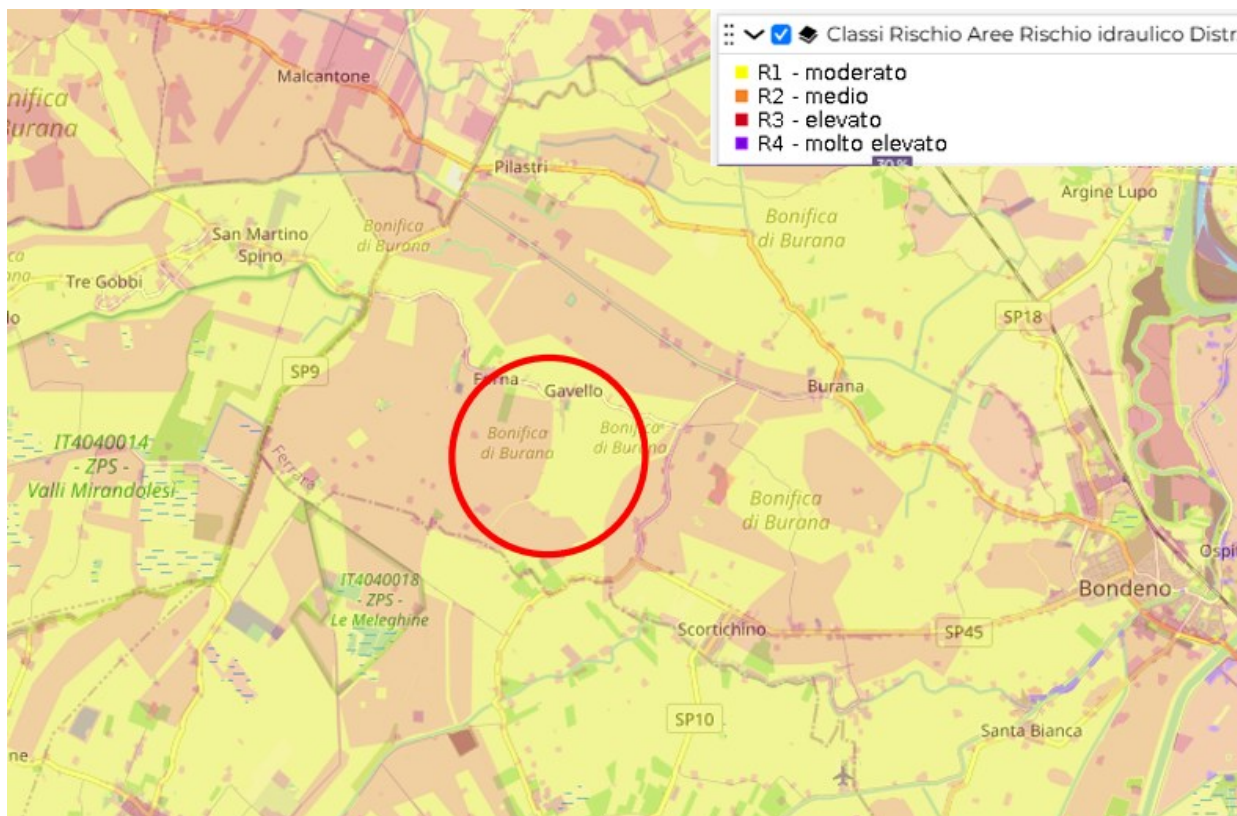 Classi Rischio Aree Rischio idraulico Distr
R1 - moderato
R2 - medio
R3 - elevato
R4 - molto elevato
30 %
Malcantone
Bonifica
Burana
Pilastri
Argine Lupo
Bonifica
di Burana
Bonifica
di Burana
San Martino
Spino
Tre Gobbi
SP18
SP9
Gavello
Burana
Bonifica
di Burana
Bonifica
di Burana
IT4040014
- ZPS -
Valli Mirandolesi
Ferrara
Bonifica
di Burana
IT4040018
- ZPS -
Le Meleghine
Bondeno
Scortichino
SP45
SP10
Santa Bianca